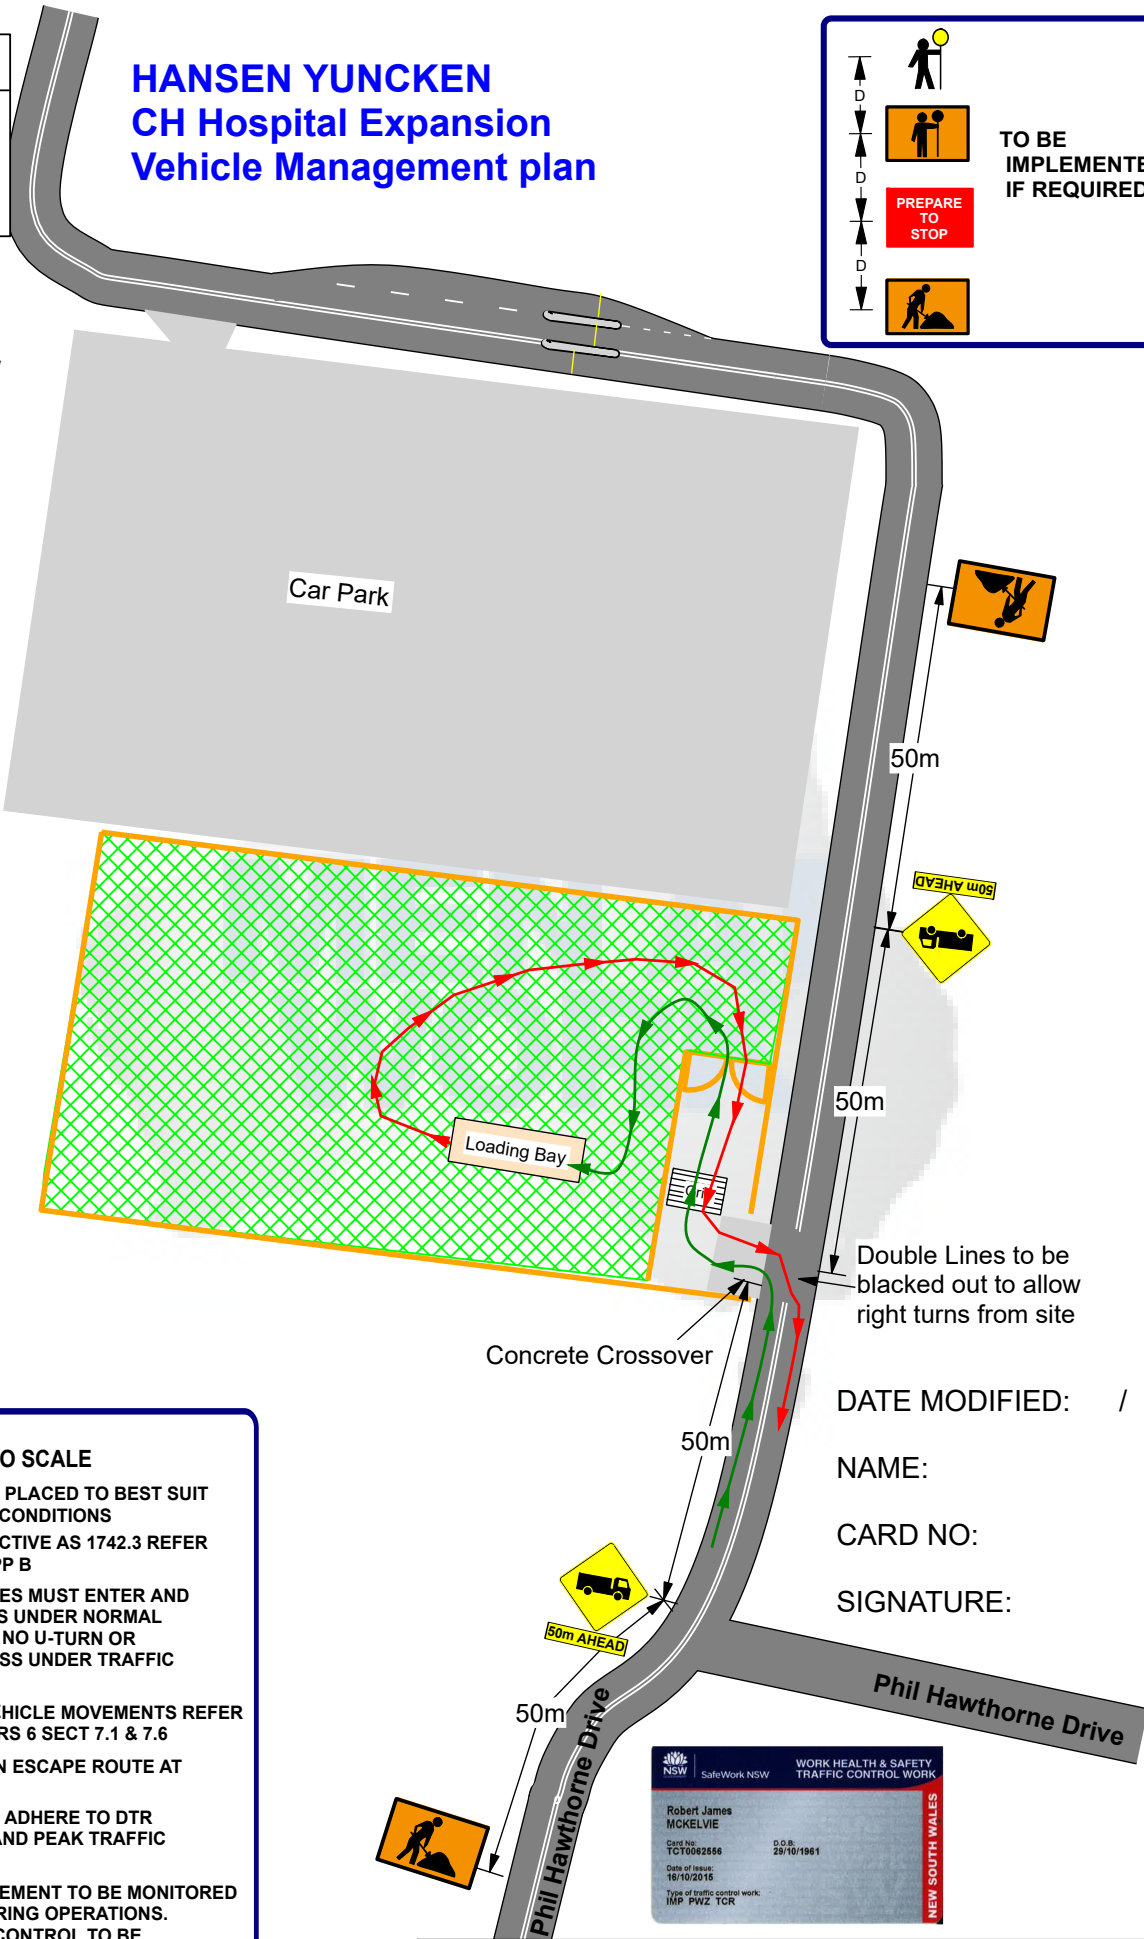 HANSEN YUNCKEN
CH Hospital Expansion
Vehicle Management plan
D
D
D
PREPARE
TO
STOP
TO BE
IMPLEMENTE
IF REQUIRED
Car Park
50m
50m AHEAD
50m
Loading Bay
Double Lines to be
blacked out to allow
right turns from site
Concrete Crossover
50m
DATE MODIFIED: /
NAME:
CARD NO:
SIGNATURE:
50m AHEAD
50m
Phil Hawthorne Drive
Phil Hawthorne Drive
O SCALE
PLACED TO BEST SUIT
CONDITIONS
CTIVE AS 1742.3 REFER
PP B
ES MUST ENTER AND
S UNDER NORMAL
NO U-TURN OR
SS UNDER TRAFFIC
EHICLE MOVEMENTS REFER
RS 6 SECT 7.1 & 7.6
N ESCAPE ROUTE AT
ADHERE TO DTR
AND PEAK TRAFFIC
EMENT TO BE MONITORED
RING OPERATIONS.
CONTROL TO BE
NSW
SafeWork NSW
WORK HEALTH & SAFETY
TRAFFIC CONTROL WORK
Robert James
MCKELVIE
Card No:
TCT0062556
D.O.B:
29/10/1961
Date of Issue:
16/10/2015
Type of traffic control work:
IMP PWZ TCR
NEW SOUTH WALES